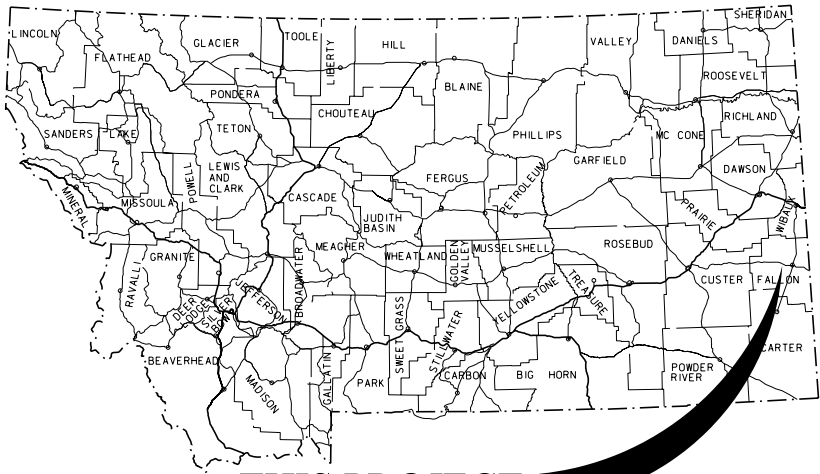 SHERIDAN
LINCOLN
GLACIER
TOOLE
LIBERTY
HILL
VALLEY
DANIELS
FLATHEAD
ROOSEVELT
PONDERA
BLAINE
CHOUTEAU
RICHLAND
SANDERS
LAKE
TETON
PHILLIPS
MC CONE
LEWIS
AND
CLARK
POWELL
GARFIELD
DAWSON
FERGUS
PETROLEUM
MINERAL
MISSOULA
CASCADE
JUDITH
BASIN
PRAIRIE
WIBAUX
MEAGHER
WHEATLAND
GOLDEN
VALLEY
MUSSELSHELL
ROSEBUD
GRANITE
BROADWATER
RAVALLI
JEFFERSON
DEER
LODGE
SILVER
BOW
YELLOWSTONE
TREASURE
CUSTER
FALLON
SWEET GRASS
STILLWATER
CARTER
BEAVERHEAD
MADISON
GALLATIN
PARK
CARBON
BIG HORN
POWDER
RIVER
THIS PROJECT